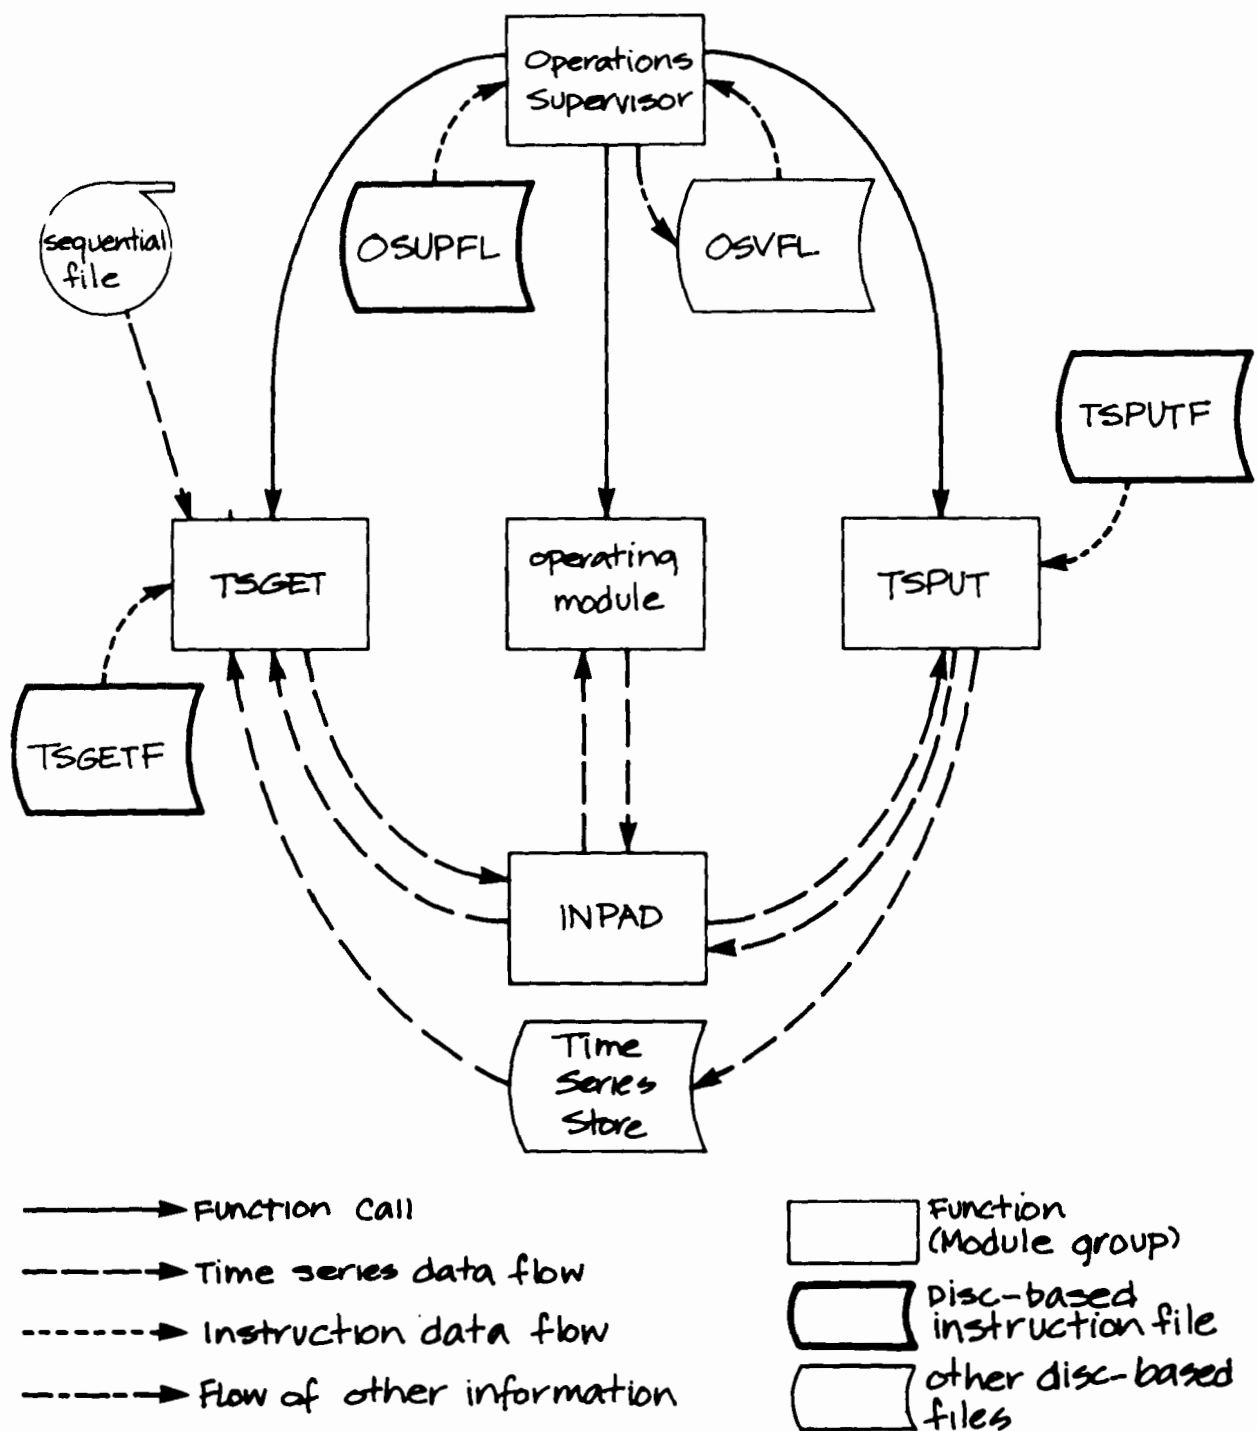 Operations
Supervisor
OSUPFL
OSVFL
sequential
file
TSPUTF
TSGET
operating
module
TSPUT
TSGETF
INPAD
Time
Series
Store
Function Call
Time series data flow
Instruction data flow
Flow of other information
Function
(Module group)
Disc-based
instruction file
other disc-based
files